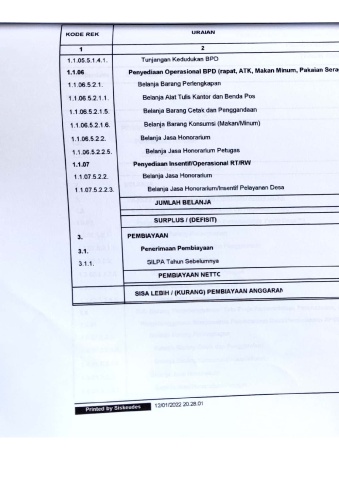 KODE REK URAIAN
1 2
1.1.05.5.1.4.1. Tunjangan Kedudukan BPD
1.1.06 Penyediaan Operasional BPD (rapat, ATK, Makan Minum, Pakaian Sera
1.1.06.5.2.1. Belanja Barang Perlengkapan
1.1.06.5.2.1.1. Belanja Alat Tulis Kantor dan Benda Pos
1.1.06.5.2.1.5. Belanja Barang Cetak dan Penggandaan
1.1.06.5.2.1.6. Belanja Barang Konsumsi (Makan/Minum)
1.1.06.5.2.2. Belanja Jasa Honorarium
1.1.06.5.2.2.5. Belanja Jasa Honorarium Petugas
1.1.07 Penyediaan Insentif/Operasional RT/RW
1.1.07.5.2.2. Belanja Jasa Honorarium
1.1.07.5.2.2.3. Belanja Jasa Honorarium/Insentif Pelayanan Desa
JUMLAH BELANJA
SURPLUS / (DEFISIT)
3. PEMBIAYAAN
3.1. Penerimaan Pembiayaan
3.1.1. SILPA Tahun Sebelumnya
PEMBIAYAAN NETTO
SISA LEBIH / (KURANG) PEMBIAYAAN ANGGARAN
Printed by Siskeudes 12/01/2022 20.28.01